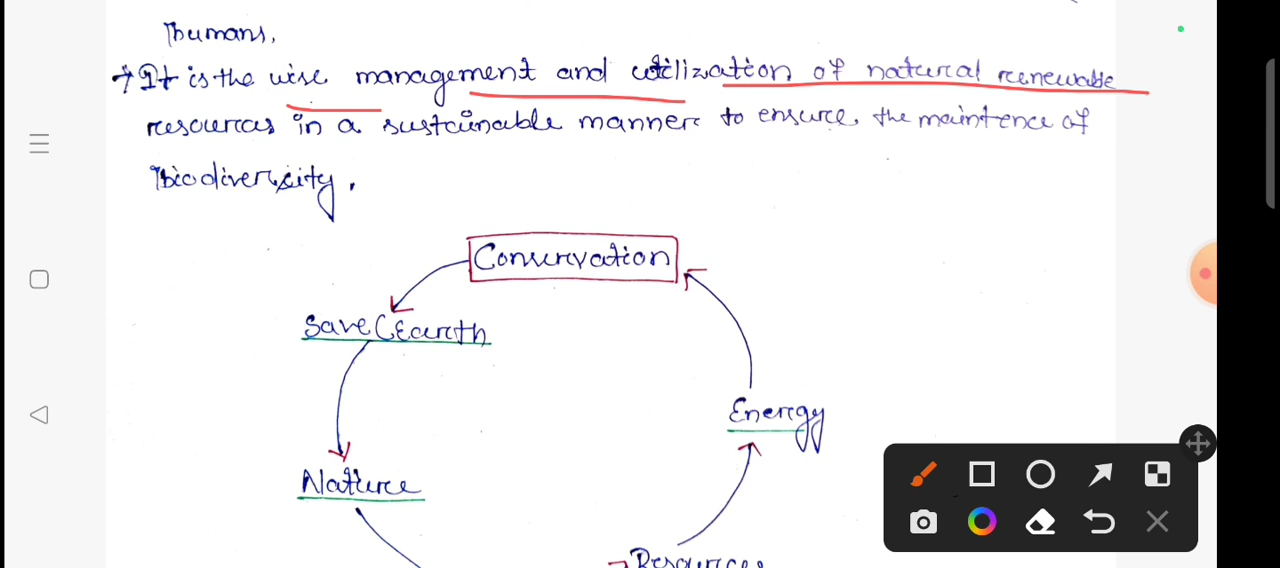 humans.
→ It is the wise management and utilization of natural renewable
resources in a sustainable manner to ensure the maintence of
biodiversity.
Conservation
Save (Earth
Energy
Nature
Resources